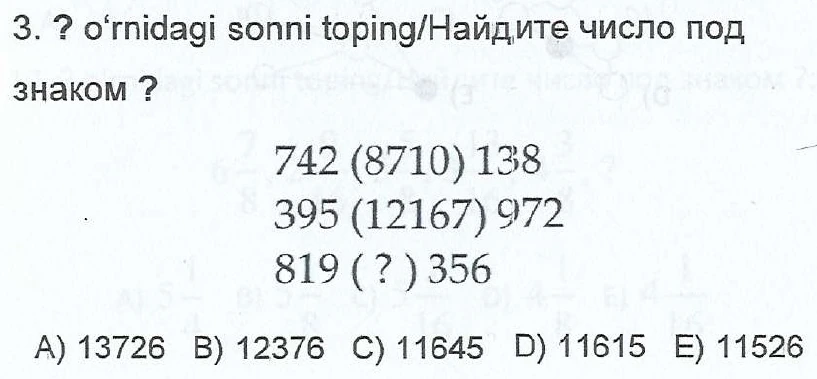 3. ? o‘rnidagi sonni toping/Найдите число под
знаком ?
742 (8710) 138
395 (12167) 972
819 ( ? ) 356
A) 13726 B) 12376 C) 11645 D) 11615 E) 11526